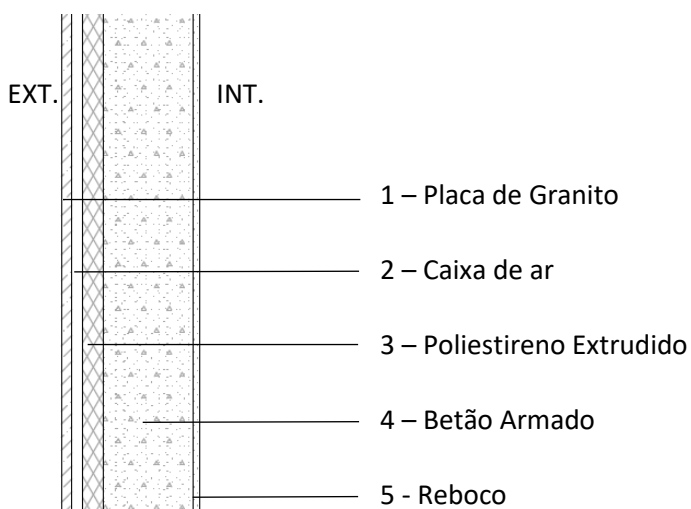 EXT.
INT.
1 – Placa de Granito
2 – Caixa de ar
3 – Poliestireno Extrudido
4 – Betão Armado
5 - Reboco